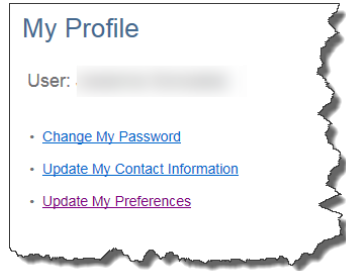 My Profile
User:
Change My Password
Update My Contact Information
Update My Preferences